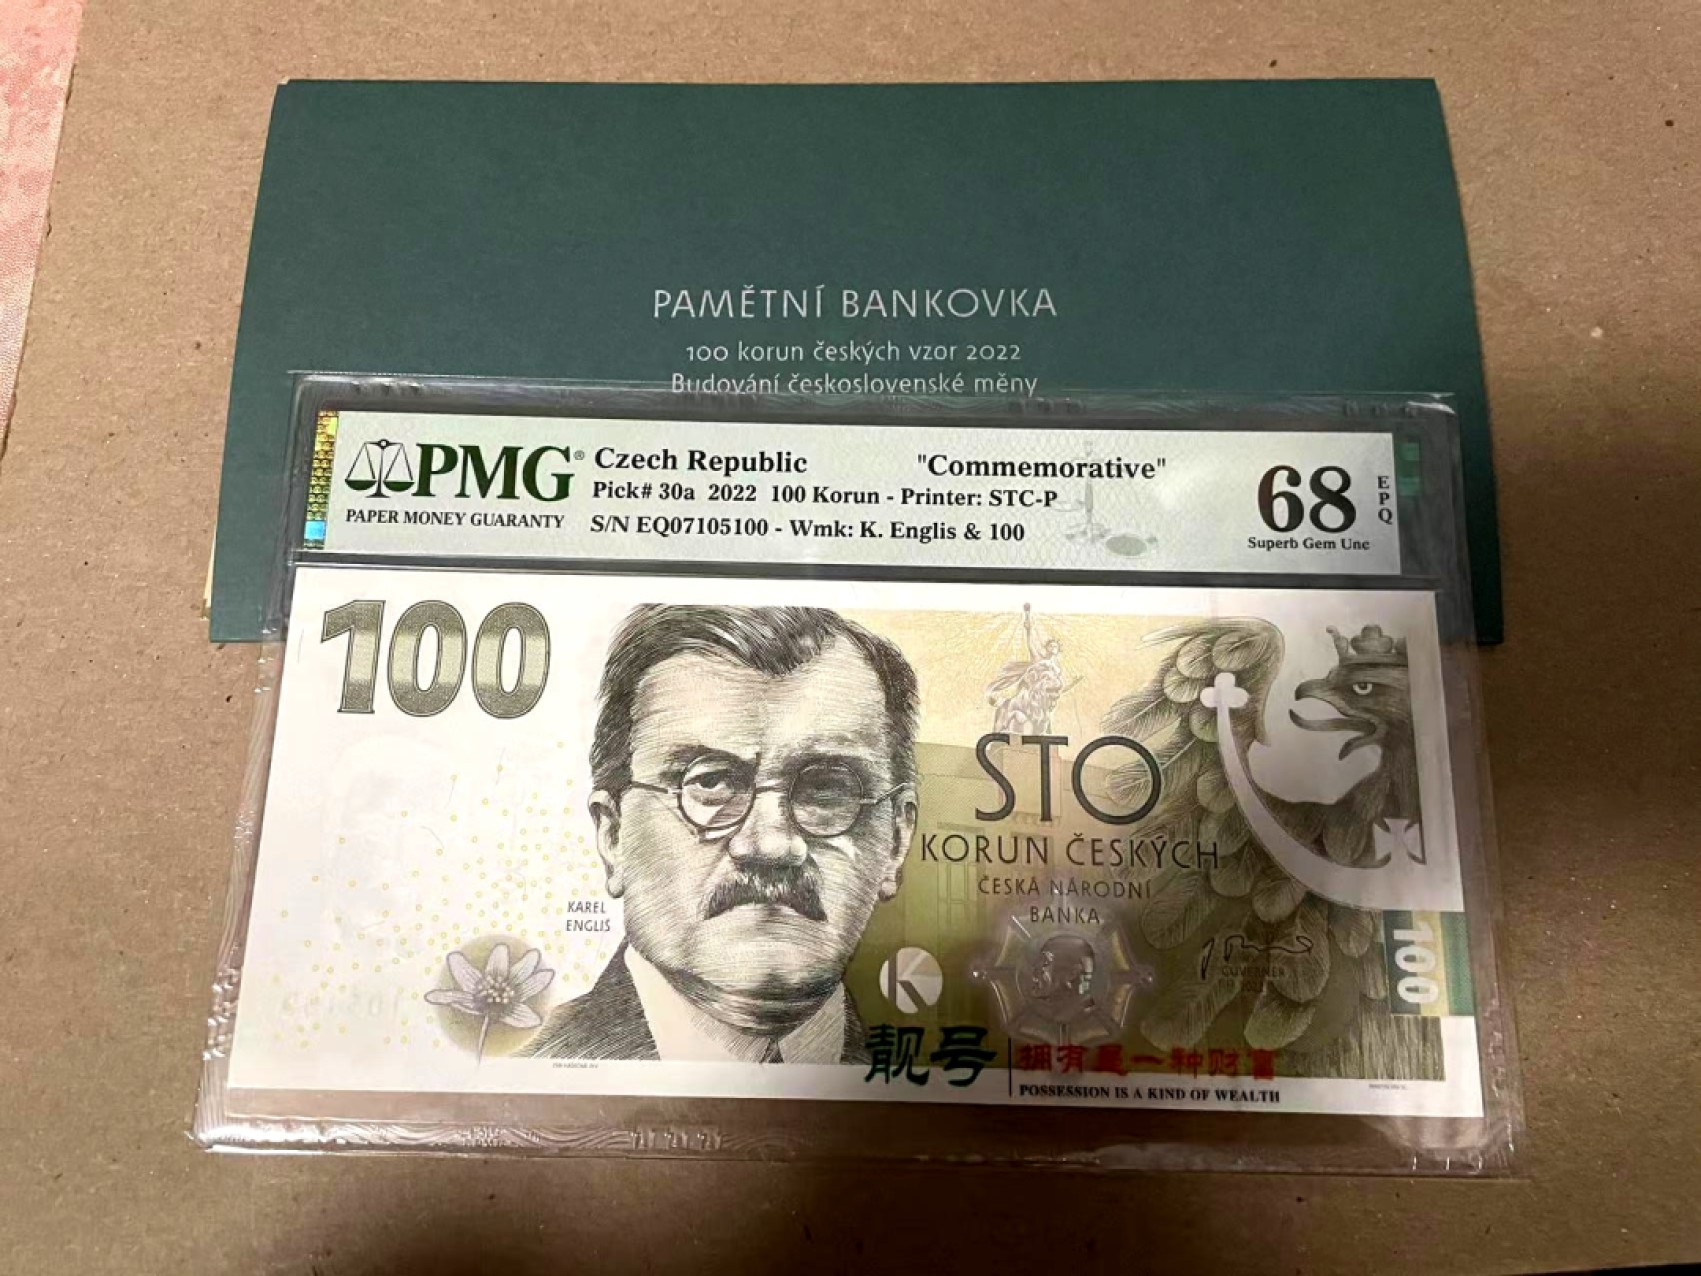 PAMĚTNÍ BANKOVKA
100 korun českých vzor 2022
Budování československé měny
PMG®
PAPER MONEY GUARANTY
Czech Republic "Commemorative"
Pick# 30a 2022 100 Korun - Printer: STC-P
S/N EQ07105100 - Wmk: K. Englis & 100
68
EPQ
Superb Gem Unc
100
STO
KORUN ČESKÝCH
ČESKÁ NÁRODNÍ
BANKA
KAREL
ENGLIŠ
K
GUVERNÉR
100
靓号
拥有是一种财富
POSSESSION IS A KIND OF WEALTH